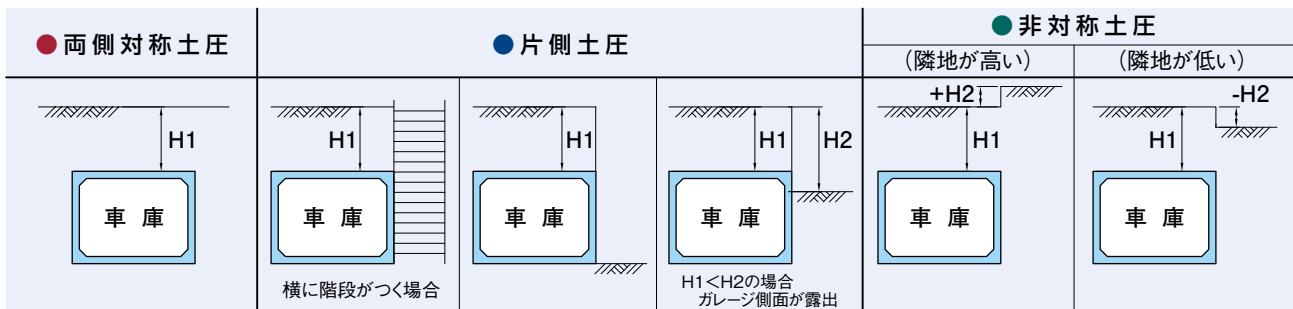 ●両側対称土圧
●片側土圧
●非対称土圧
（隣地が高い）
（隣地が低い）
H1
車庫
H1
車庫
横に階段がつく場合
H1
車庫
H1
H2
車庫
H1＜H2の場合
ガレージ側面が露出
+H2
H1
車庫
-H2
H1
車庫